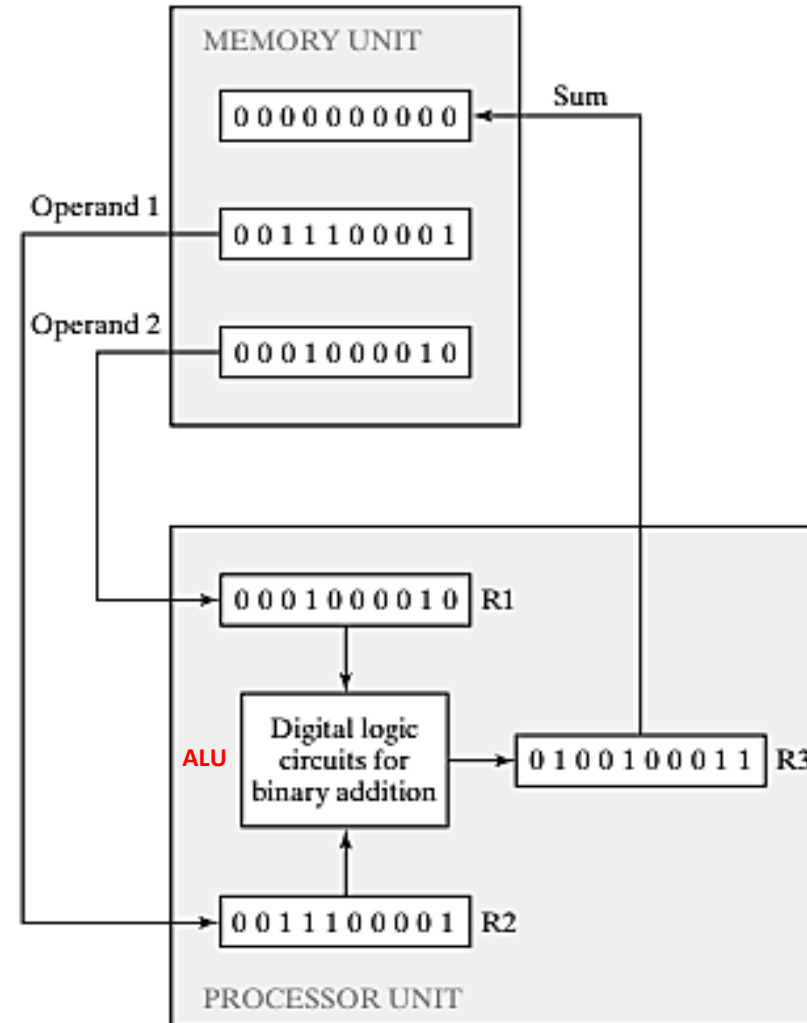 MEMORY UNIT
Sum
0 0 0 0 0 0 0 0 0 0
Operand 1
0 0 1 1 1 0 0 0 0 1
Operand 2
0 0 0 1 0 0 0 0 1 0
0 0 0 1 0 0 0 0 1 0 R1
ALU
Digital logic
circuits for
binary addition
0 1 0 0 1 0 0 0 1 1 R3
0 0 1 1 1 0 0 0 0 1 R2
PROCESSOR UNIT